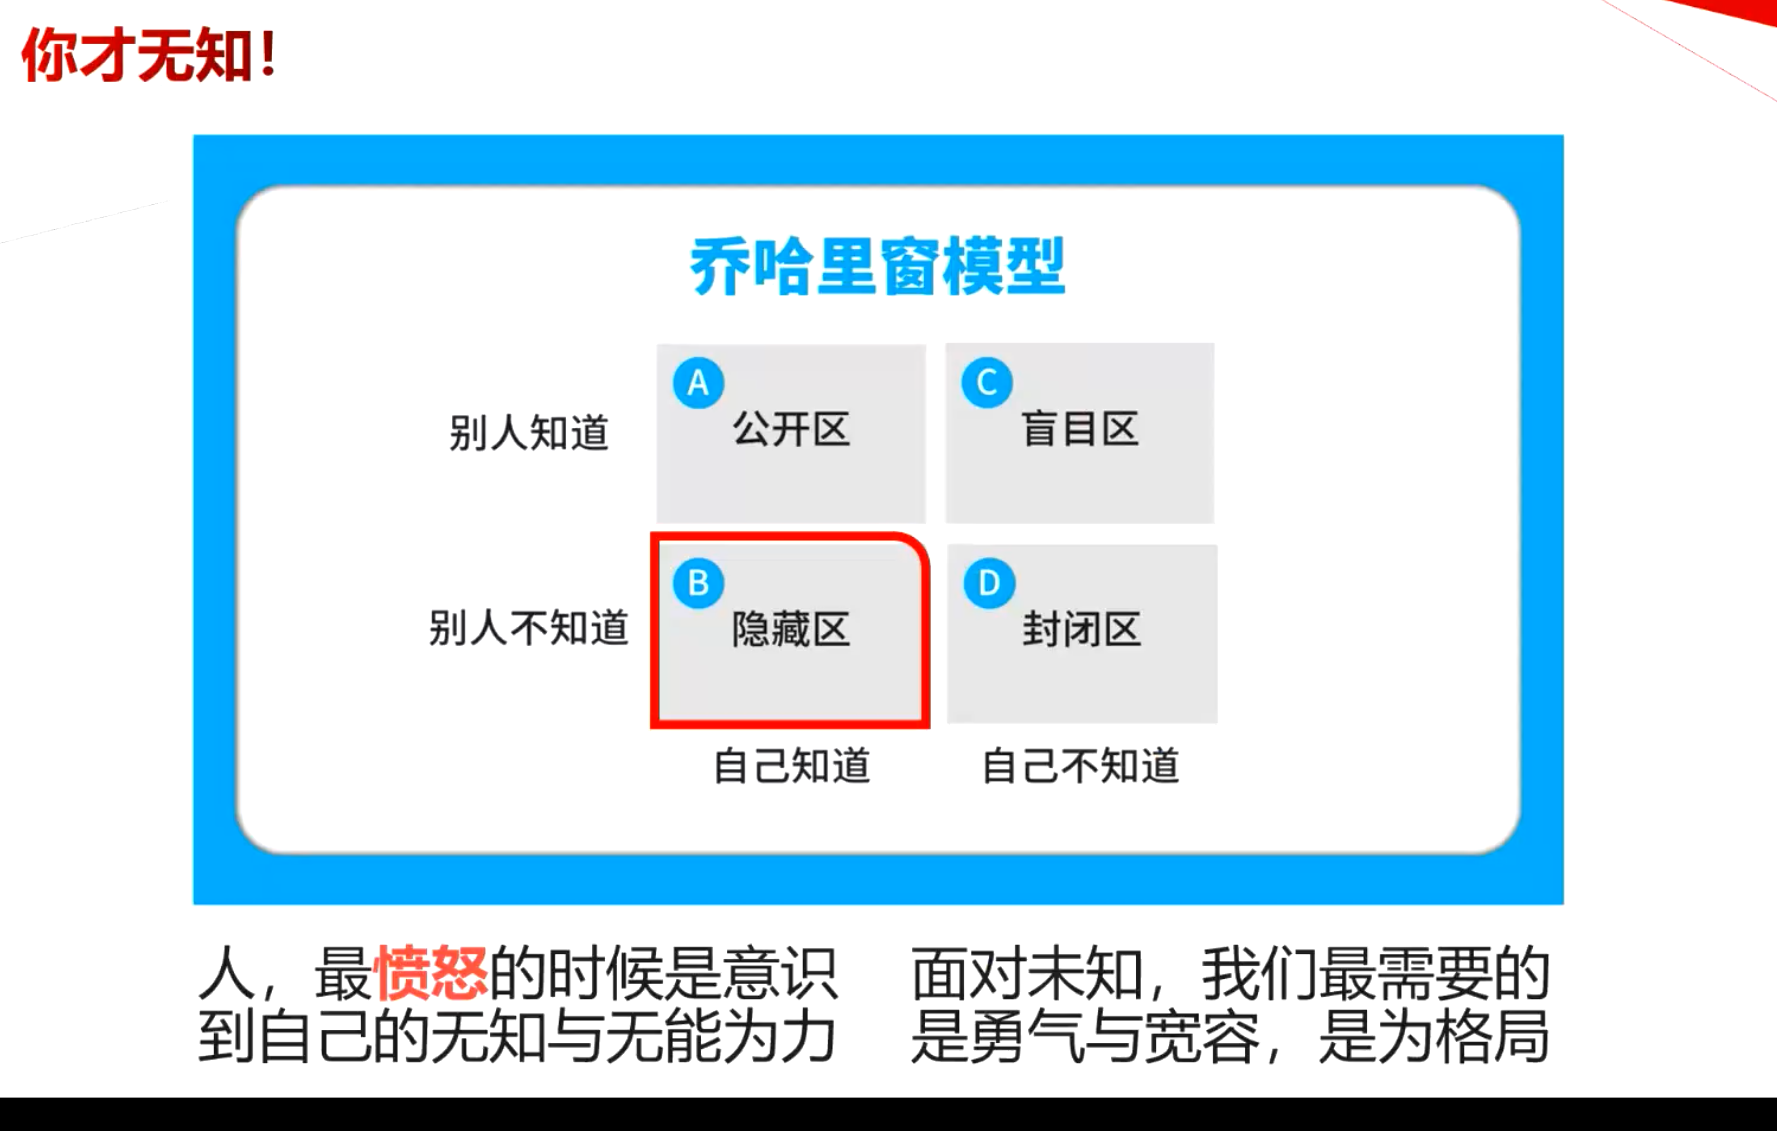 你才无知！
乔哈里窗模型
A
C
别人知道
公开区
盲目区
B
D
别人不知道
隐藏区
封闭区
自己知道
自己不知道
人，最愤怒的时候是意识
到自己的无知与无能为力
面对未知，我们最需要的
是勇气与宽容，是为格局